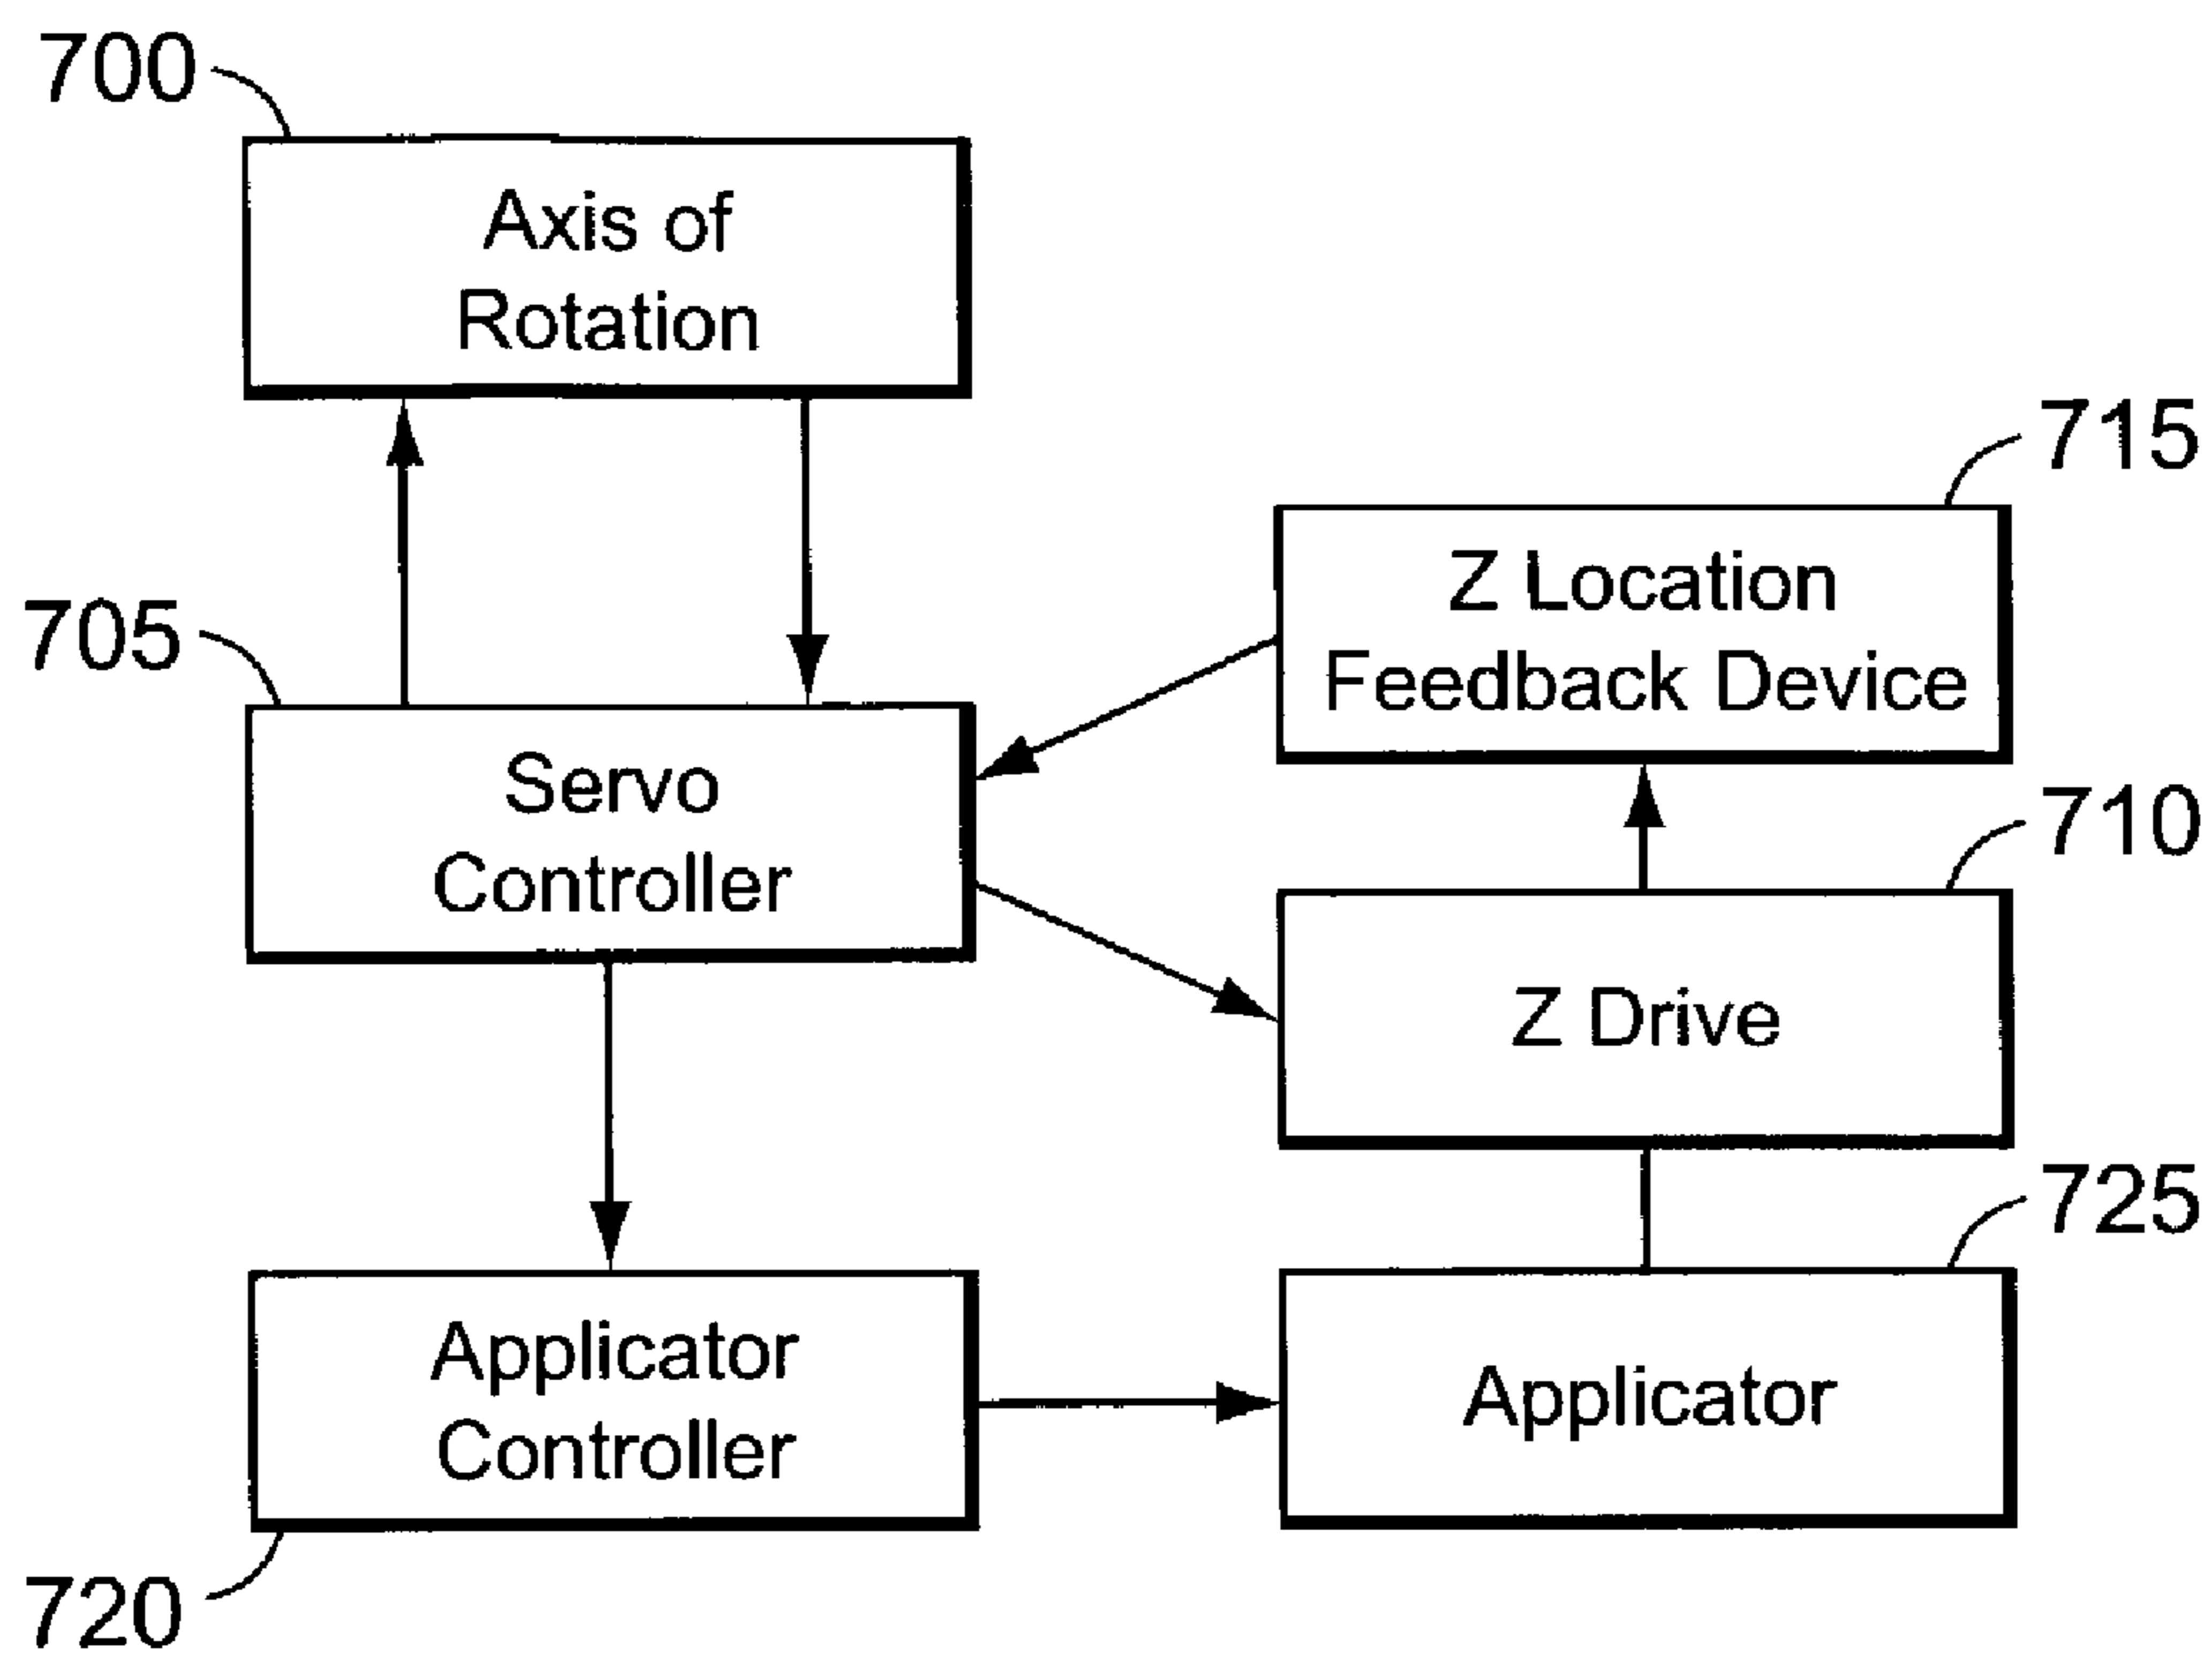 700
Axis of
Rotation
715
Z Location
Feedback Device
705
Servo
Controller
710
Z Drive
725
Applicator
Controller
Applicator
720